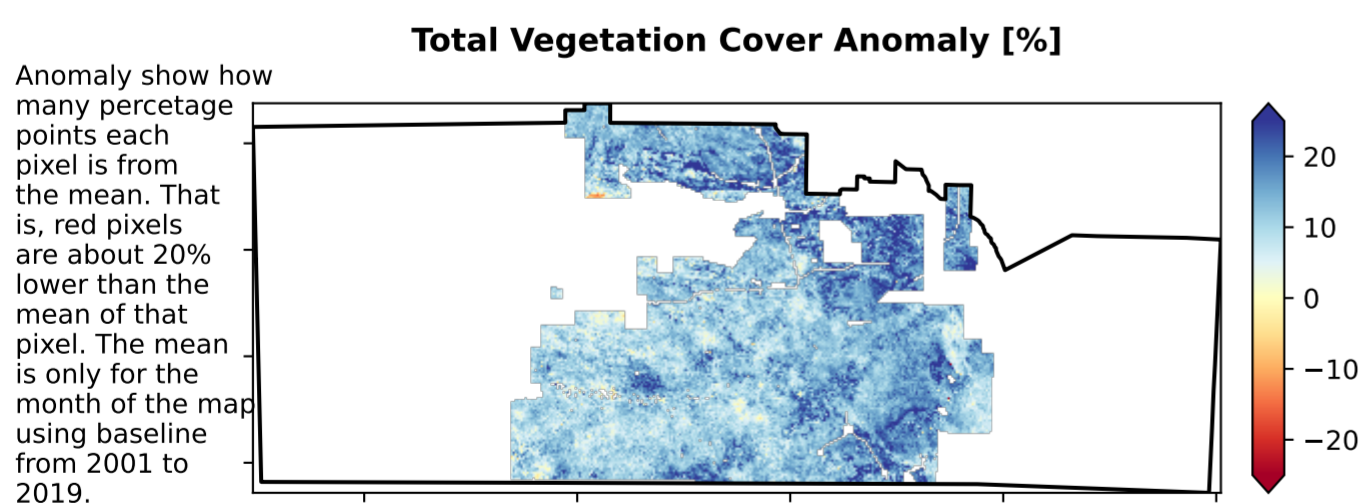 Total Vegetation Cover Anomaly [%]
Anomaly show how
many percetage
points each
pixel is from
the mean. That
is, red pixels
are about 20%
lower than the
mean of that
pixel. The mean
is only for the
month of the map
using baseline
from 2001 to
2019.
20
10
0
−10
−20